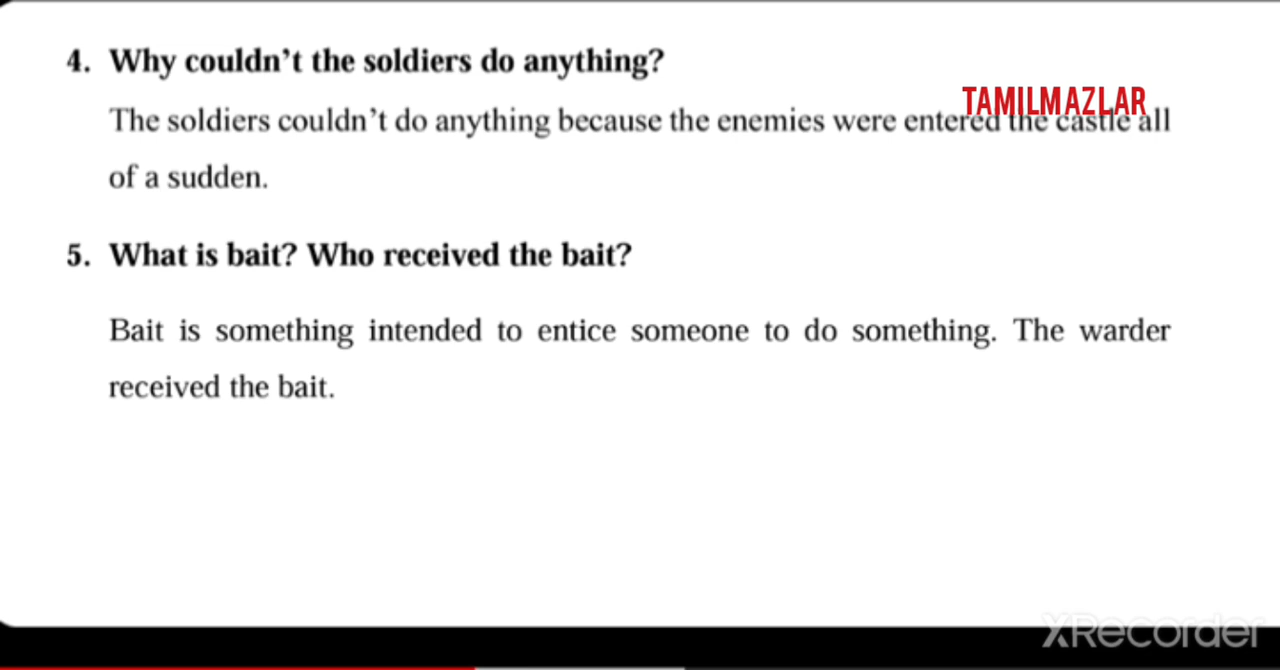 4. Why couldn't the soldiers do anything?
TAMILMAZLAR
The soldiers couldn't do anything because the enemies were entered the castle all
of a sudden.
5. What is bait? Who received the bait?
Bait is something intended to entice someone to do something. The warder
received the bait.
XRecorder